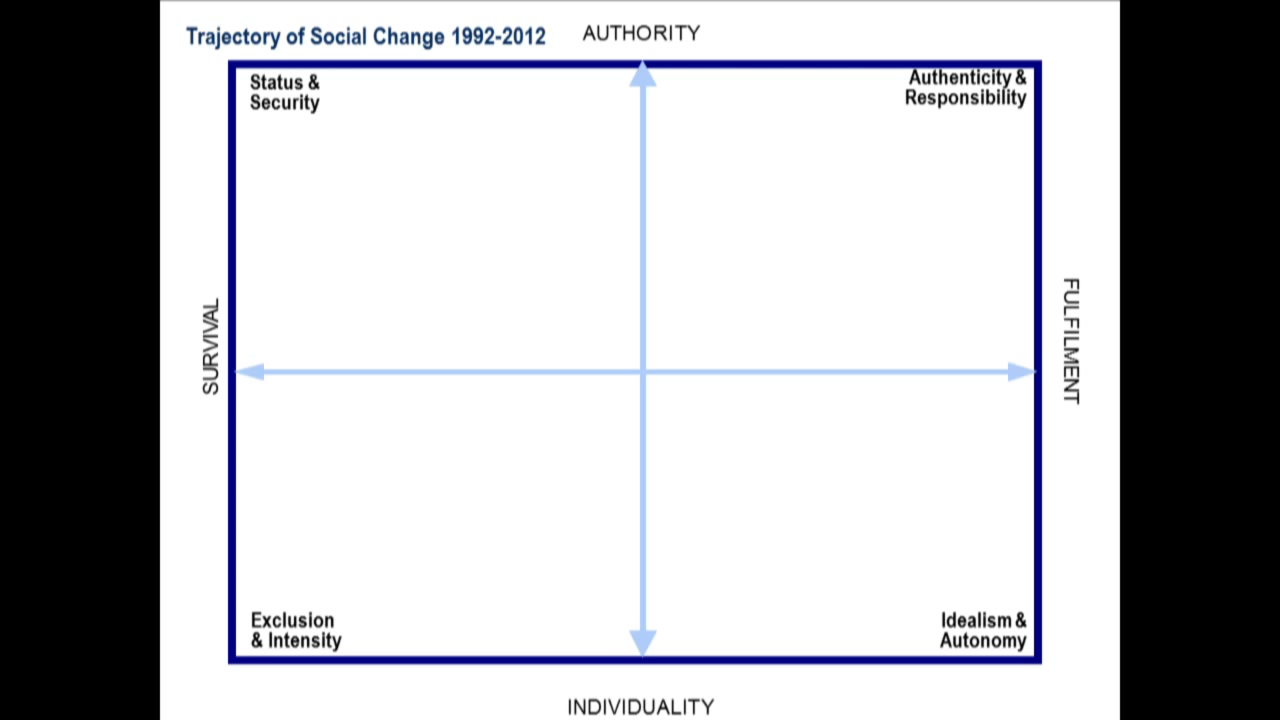 Trajectory of Social Change 1992-2012
AUTHORITY
Status &
Security
Authenticity &
Responsibility
SURVIVAL
FULFILMENT
Exclusion
& Intensity
Idealism &
Autonomy
INDIVIDUALITY